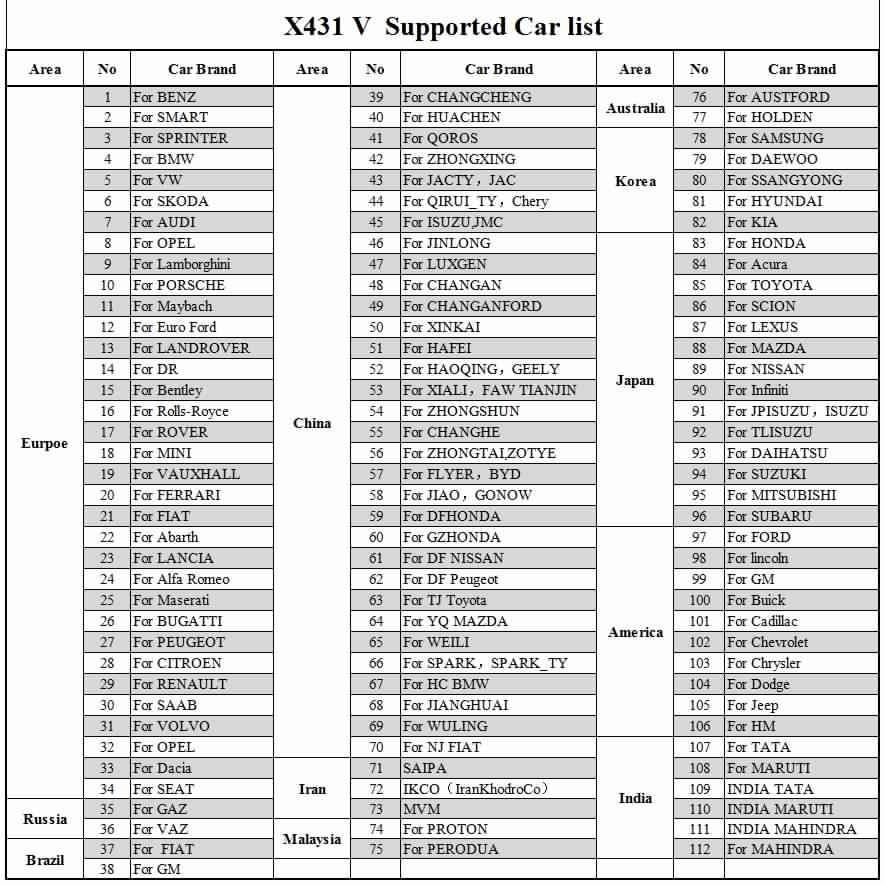 X431 V Supported Car list
Area No Car Brand
Eurpoe
1 For BENZ
2 For SMART
3 For SPRINTER
4 For BMW
5 For VW
6 For SKODA
7 For AUDI
8 For OPEL
9 For Lamborghini
10 For PORSCHE
11 For Maybach
12 For Euro Ford
13 For LANDROVER
14 For DR
15 For Bentley
16 For Rolls-Royce
17 For ROVER
18 For MINI
19 For VAUXHALL
20 For FERRARI
21 For FIAT
22 For Abarth
23 For LANCIA
24 For Alfa Romeo
25 For Maserati
26 For BUGATTI
27 For PEUGEOT
28 For CITROEN
29 For RENAULT
30 For SAAB
31 For VOLVO
32 For OPEL
33 For Dacia
34 For SEAT
Russia
35 For GAZ
36 For VAZ
Brazil
37 For FIAT
38 For GM
Area No Car Brand
China
39 For CHANGCHENG
40 For HUACHEN
41 For QOROS
42 For ZHONGXING
43 For JACTY，JAC
44 For QIRUI_TY，Chery
45 For ISUZU,JMC
46 For JINLONG
47 For LUXGEN
48 For CHANGAN
49 For CHANGANFORD
50 For XINKAI
51 For HAFEI
52 For HAOQING，GEELY
53 For XIALI，FAW TIANJIN
54 For ZHONGSHUN
55 For CHANGHE
56 For ZHONGTAI,ZOTYE
57 For FLYER，BYD
58 For JIAO，GONOW
59 For DFHONDA
60 For GZHONDA
61 For DF NISSAN
62 For DF Peugeot
63 For TJ Toyota
64 For YQ MAZDA
65 For WEILI
66 For SPARK，SPARK_TY
67 For HC BMW
68 For JIANGHUAI
69 For WULING
70 For NJ FIAT
Iran
71 SAIPA
72 IKCO（IranKhodroCo）
73 MVM
Malaysia
74 For PROTON
75 For PERODUA
Area No Car Brand
Australia
76 For AUSTFORD
77 For HOLDEN
Korea
78 For SAMSUNG
79 For DAEWOO
80 For SSANGYONG
81 For HYUNDAI
82 For KIA
Japan
83 For HONDA
84 For Acura
85 For TOYOTA
86 For SCION
87 For LEXUS
88 For MAZDA
89 For NISSAN
90 For Infiniti
91 For JPISUZU，ISUZU
92 For TLISUZU
93 For DAIHATSU
94 For SUZUKI
95 For MITSUBISHI
96 For SUBARU
America
97 For FORD
98 For lincoln
99 For GM
100 For Buick
101 For Cadillac
102 For Chevrolet
103 For Chrysler
104 For Dodge
105 For Jeep
106 For HM
India
107 For TATA
108 For MARUTI
109 INDIA TATA
110 INDIA MARUTI
111 INDIA MAHINDRA
112 For MAHINDRA